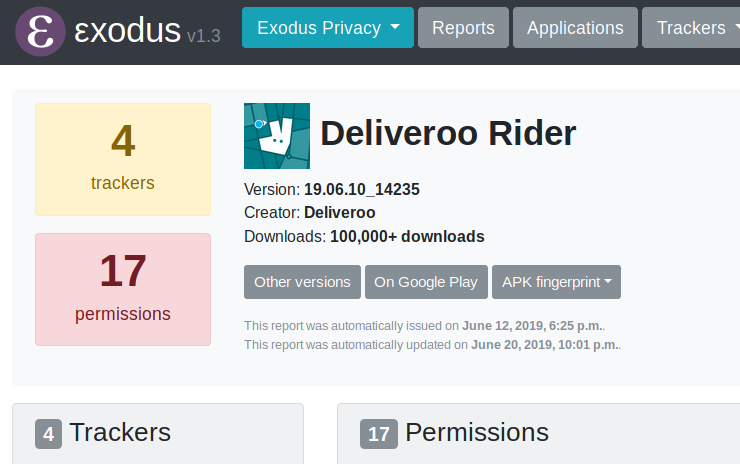 εxodus v1.3
Exodus Privacy
Reports
Applications
Trackers
4
trackers
17
permissions
Deliveroo Rider
Version: 19.06.10_14235
Creator: Deliveroo
Downloads: 100,000+ downloads
Other versions
On Google Play
APK fingerprint
This report was automatically issued on June 12, 2019, 6:25 p.m..
This report was automatically updated on June 20, 2019, 10:01 p.m..
4 Trackers
17 Permissions